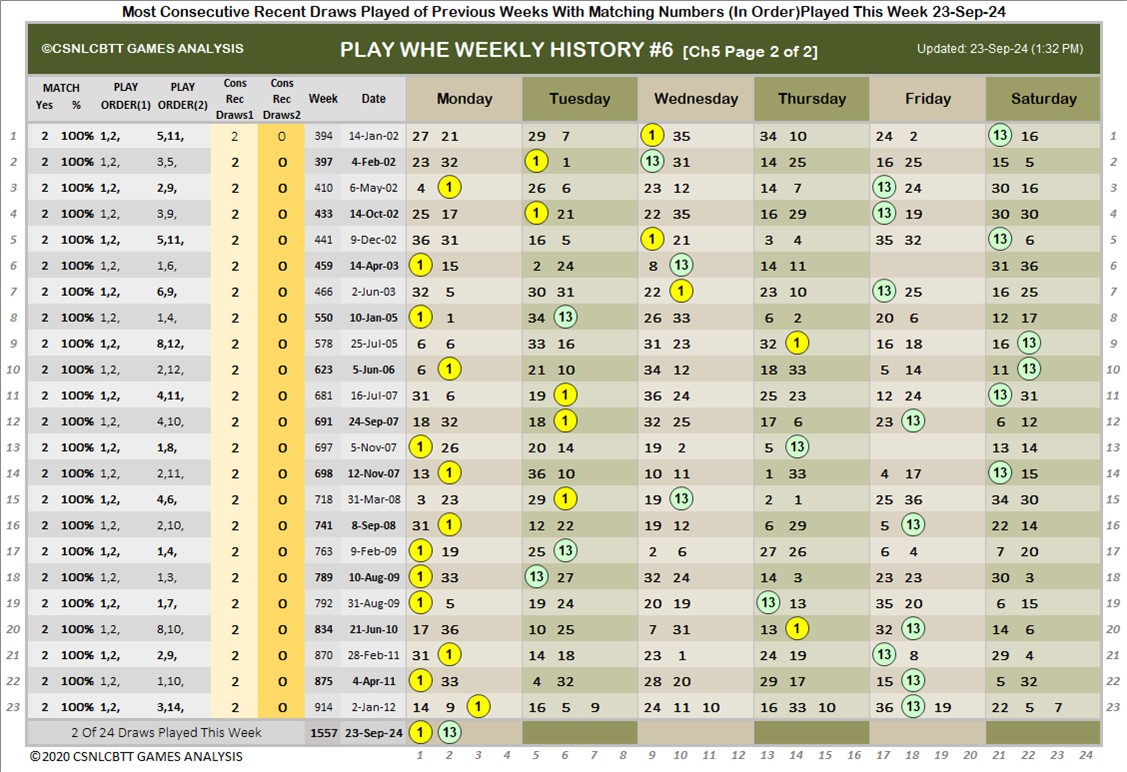 Most Consecutive Recent Draws Played of Previous Weeks With Matching Numbers (In Order)Played This Week 23-Sep-24
©CSNLCBTT GAMES ANALYSIS PLAY WHE WEEKLY HISTORY #6 [Ch5 Page 2 of 2] Updated: 23-Sep-24 (1:32 PM)
MATCH PLAY PLAY Cons Cons
Yes % ORDER(1) ORDER(2) Rec Rec Week Date Monday Tuesday Wednesday Thursday Friday Saturday
Draws1 Draws2
1 2 100% 1,2, 5,11, 2 0 394 14-Jan-02 27 21 29 7 1 35 34 10 24 2 13 16 1
2 2 100% 1,2, 3,5, 2 0 397 4-Feb-02 23 32 1 1 13 31 14 25 16 25 15 5 2
3 2 100% 1,2, 2,9, 2 0 410 6-May-02 4 1 26 6 23 12 14 7 13 24 30 16 3
4 2 100% 1,2, 3,9, 2 0 433 14-Oct-02 25 17 1 21 22 35 16 29 13 19 30 30 4
5 2 100% 1,2, 5,11, 2 0 441 9-Dec-02 36 31 16 5 1 21 3 4 35 32 13 6 5
6 2 100% 1,2, 1,6, 2 0 459 14-Apr-03 1 15 2 24 8 13 14 11 31 36 6
7 2 100% 1,2, 6,9, 2 0 466 2-Jun-03 32 5 30 31 22 1 23 10 13 25 16 25 7
8 2 100% 1,2, 1,4, 2 0 550 10-Jan-05 1 1 34 13 26 33 6 2 20 6 12 17 8
9 2 100% 1,2, 8,12, 2 0 578 25-Jul-05 6 6 33 16 31 23 32 1 16 18 16 13 9
10 2 100% 1,2, 2,12, 2 0 623 5-Jun-06 6 1 21 10 34 12 18 33 5 14 11 13 10
11 2 100% 1,2, 4,11, 2 0 681 16-Jul-07 31 6 19 1 36 24 25 23 12 24 13 31 11
12 2 100% 1,2, 4,10, 2 0 691 24-Sep-07 18 32 18 1 32 25 17 6 23 13 6 12 12
13 2 100% 1,2, 1,8, 2 0 697 5-Nov-07 1 26 20 14 19 2 5 13 13 14 13
14 2 100% 1,2, 2,11, 2 0 698 12-Nov-07 13 1 36 10 10 11 1 33 4 17 13 15 14
15 2 100% 1,2, 4,6, 2 0 718 31-Mar-08 3 23 29 1 19 13 2 1 25 36 34 30 15
16 2 100% 1,2, 2,10, 2 0 741 8-Sep-08 31 1 12 22 19 12 6 29 5 13 22 14 16
17 2 100% 1,2, 1,4, 2 0 763 9-Feb-09 1 19 25 13 2 6 27 26 6 4 7 20 17
18 2 100% 1,2, 1,3, 2 0 789 10-Aug-09 1 33 13 27 32 24 14 3 23 23 30 3 18
19 2 100% 1,2, 1,7, 2 0 792 31-Aug-09 1 5 19 24 20 19 13 13 35 20 6 15 19
20 2 100% 1,2, 8,10, 2 0 834 21-Jun-10 17 36 10 25 7 31 13 1 32 13 14 6 20
21 2 100% 1,2, 2,9, 2 0 870 28-Feb-11 31 1 14 18 23 1 24 19 13 8 29 4 21
22 2 100% 1,2, 1,10, 2 0 875 4-Apr-11 1 33 4 32 28 20 29 17 15 13 5 32 22
23 2 100% 1,2, 3,14, 2 0 914 2-Jan-12 14 9 1 16 5 9 24 11 10 16 33 10 36 13 19 22 5 7 23
2 Of 24 Draws Played This Week 1557 23-Sep-24 1 13
©2020 CSNLCBTT GAMES ANALYSIS 1 2 3 4 5 6 7 8 9 10 11 12 13 14 15 16 17 18 19 20 21 22 23 24